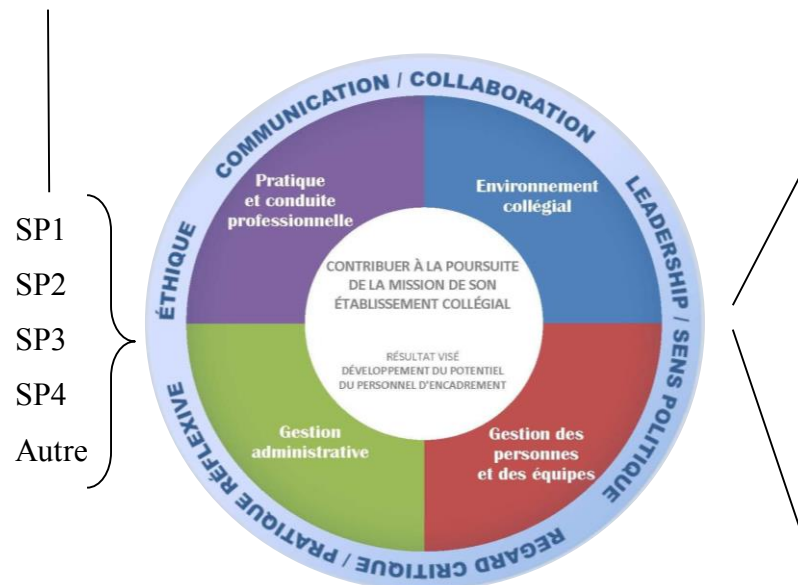 SP1
SP2
SP3
SP4
Autre
ÉTHIQUE
COMMUNICATION / COLLABORATION
LEADERSHIP / SENS POLITIQUE
REGARD CRITIQUE / PRATIQUE RÉFLEXIVE
Pratique
et conduite
professionnelle
Environnement
collégial
CONTRIBUER À LA POURSUITE
DE LA MISSION DE SON
ÉTABLISSEMENT COLLÉGIAL
RÉSULTAT VISÉ
DÉVELOPPEMENT DU POTENTIEL
DU PERSONNEL D'ENCADREMENT
Gestion
administrative
Gestion des
personnes
et des équipes